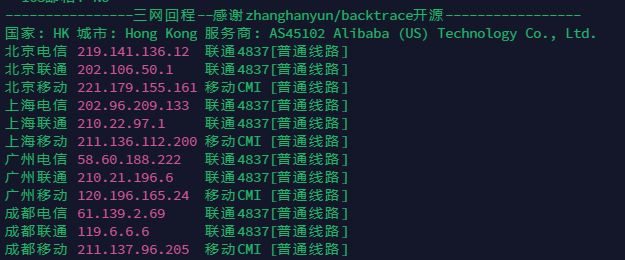 ---------------三网回程--感谢zhanghanyun/backtrace开源----------------
国家: HK 城市: Hong Kong 服务商: AS45102 Alibaba (US) Technology Co., Ltd.
北京电信 219.141.136.12 联通4837[普通线路]
北京联通 202.106.50.1 联通4837[普通线路]
北京移动 221.179.155.161 移动CMI [普通线路]
上海电信 202.96.209.133 联通4837[普通线路]
上海联通 210.22.97.1 联通4837[普通线路]
上海移动 211.136.112.200 移动CMI [普通线路]
广州电信 58.60.188.222 联通4837[普通线路]
广州联通 210.21.196.6 联通4837[普通线路]
广州移动 120.196.165.24 移动CMI [普通线路]
成都电信 61.139.2.69 联通4837[普通线路]
成都联通 119.6.6.6 联通4837[普通线路]
成都移动 211.137.96.205 移动CMI [普通线路]